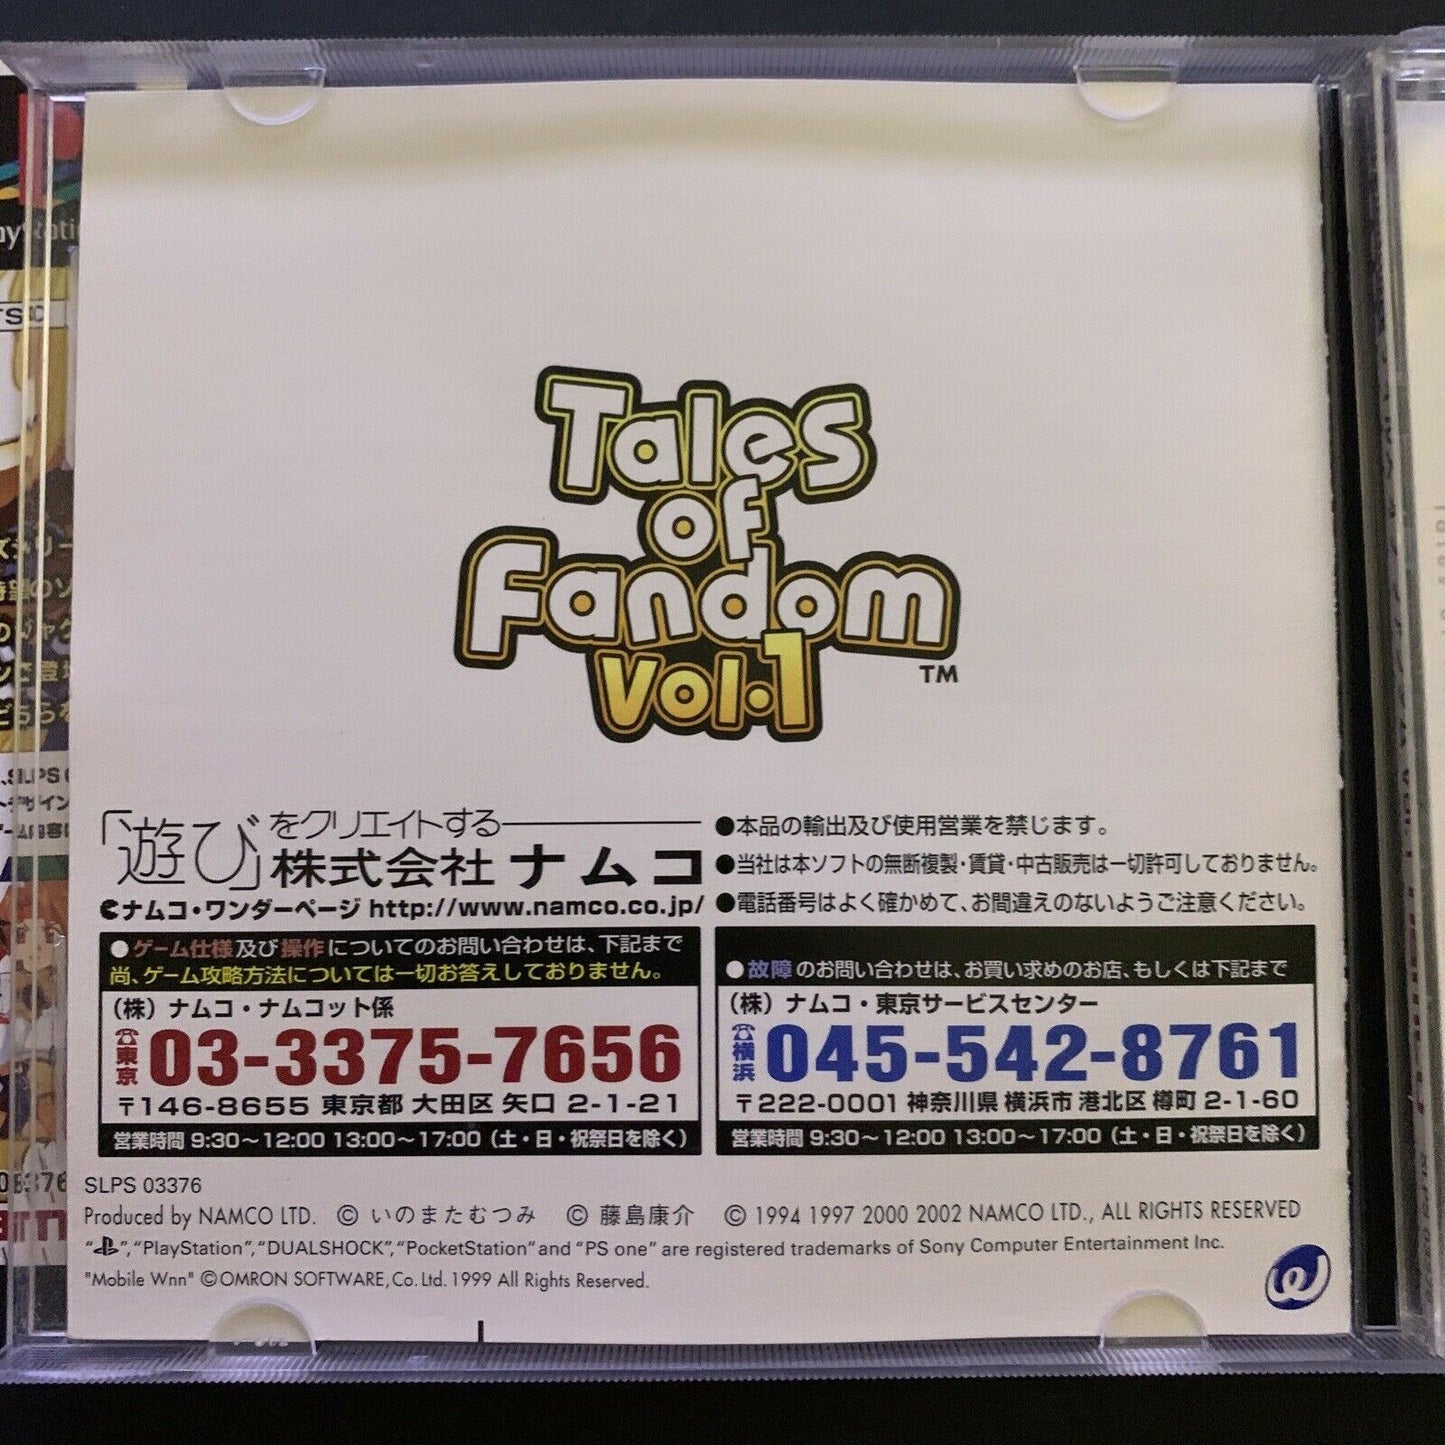 Tales
of
Fandom
Vol.1
TM
「遊び」をクリエイトする
株式会社 ナムコ
ナムコ・ワンダーページ http://www.namco.co.jp/
●本品の輸出及び使用営業を禁じます。
●当社は本ソフトの無断複製・賃貸・中古販売は一切許可しておりません。
●電話番号はよく確かめて、お間違えのないようご注意ください。
●ゲーム仕様及び操作についてのお問い合わせは、下記まで
尚、ゲーム攻略方法については一切お答えしておりません。
(株)ナムコ・ナムコット係
☎東京 03-3375-7656
〒146-8655 東京都 大田区 矢口 2-1-21
営業時間 9:30〜12:00 13:00〜17:00 (土・日・祝祭日を除く)
●故障のお問い合わせは、お買い求めのお店、もしくは下記まで
(株)ナムコ・東京サービスセンター
☎横浜 045-542-8761
〒222-0001 神奈川県 横浜市 港北区 樽町 2-1-60
営業時間 9:30〜12:00 13:00〜17:00 (土・日・祝祭日を除く)
SLPS 03376
Produced by NAMCO LTD. © いのまたむつみ © 藤島康介 © 1994 1997 2000 2002 NAMCO LTD., ALL RIGHTS RESERVED
“ ”, “PlayStation”, “DUALSHOCK”, “PocketStation” and “PS one” are registered trademarks of Sony Computer Entertainment Inc.
"Mobile Wnn" ©OMRON SOFTWARE, Co. Ltd. 1999 All Rights Reserved.